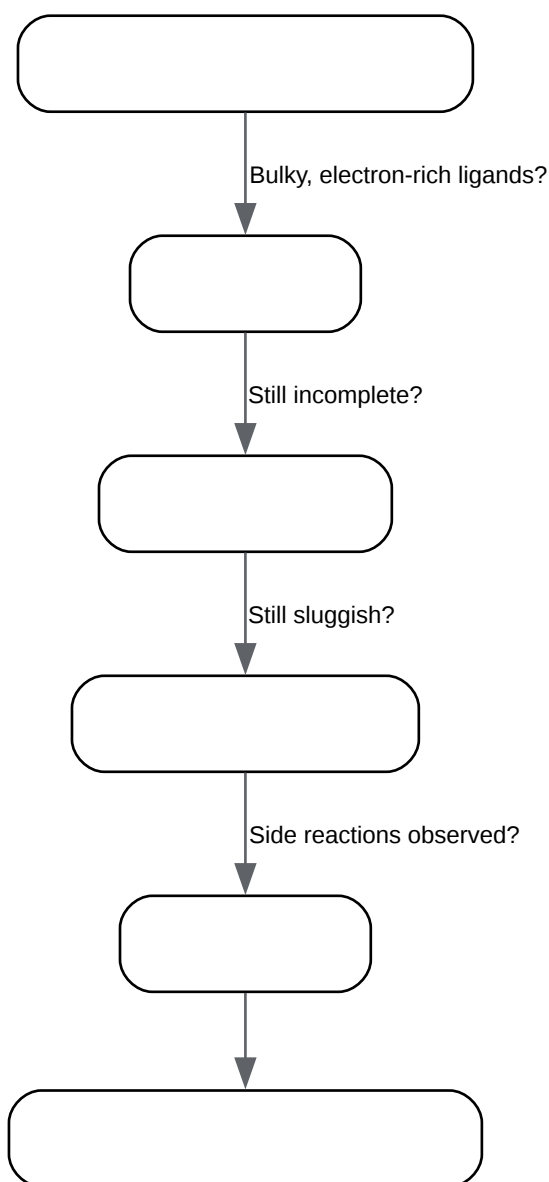 Bulky, electron-rich ligands?
Still incomplete?
Still sluggish?
Side reactions observed?